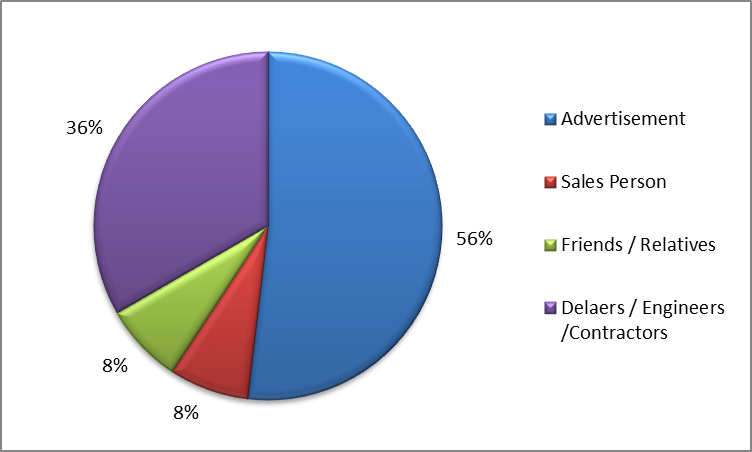 36%
56%
8%
8%
Advertisement
Sales Person
Friends / Relatives
Delaers / Engineers
/Contractors